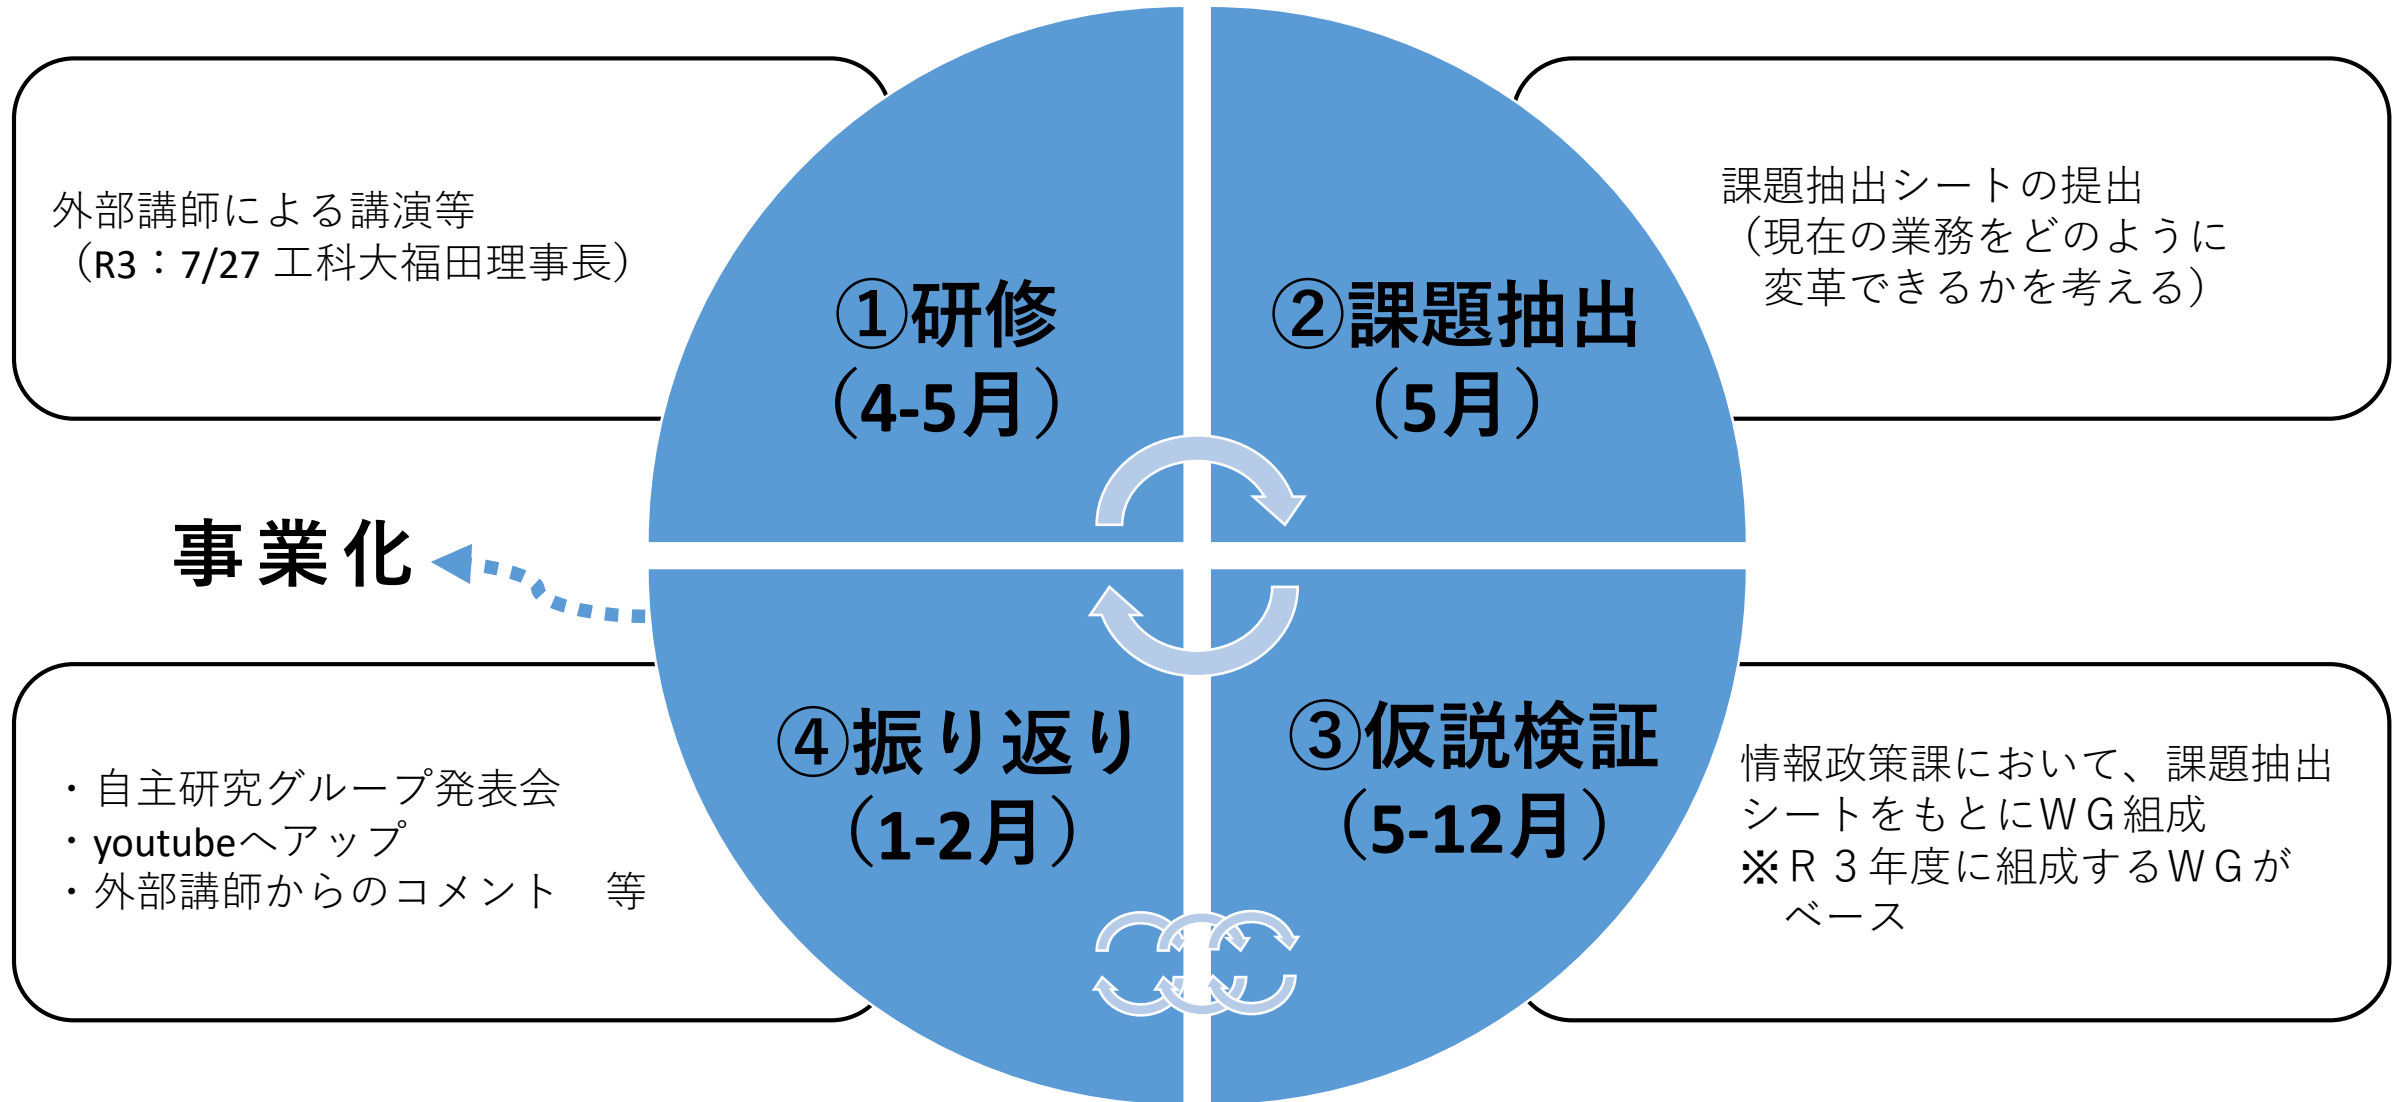 外部講師による講演等
（R3：7/27 工科大福田理事長）
①研修
（4-5月）
②課題抽出
（5月）
課題抽出シートの提出
（現在の業務をどのように
変革できるかを考える）
事業化
・自主研究グループ発表会
・youtubeへアップ
・外部講師からのコメント　等
④振り返り
（1-2月）
③仮説検証
（5-12月）
情報政策課において、課題抽出
シートをもとにＷＧ組成
※Ｒ３年度に組成するＷＧが
ベース